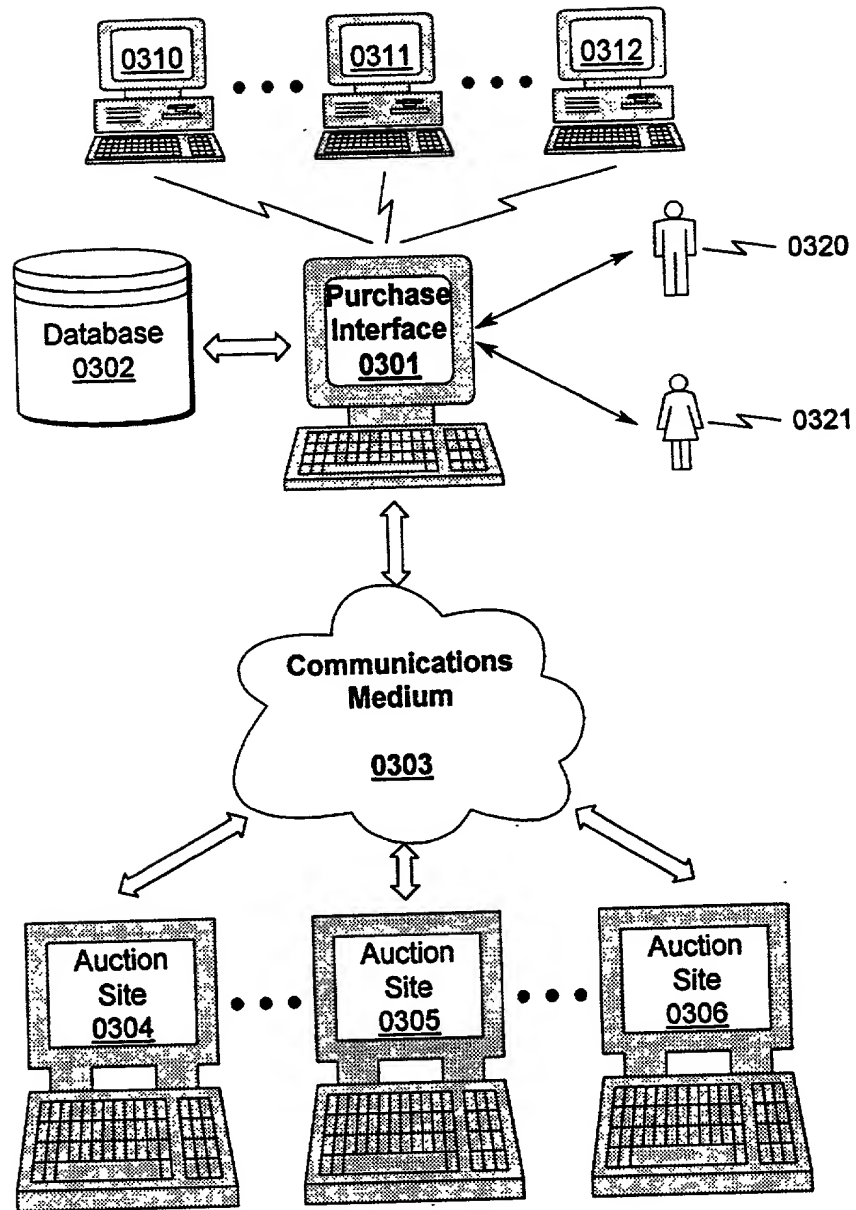 0310
0311
0312
0320
Purchase
Interface
0301
Database
0302
0321
Communications
Medium
0303
Auction
Site
0304
Auction
Site
0305
Auction
Site
0306